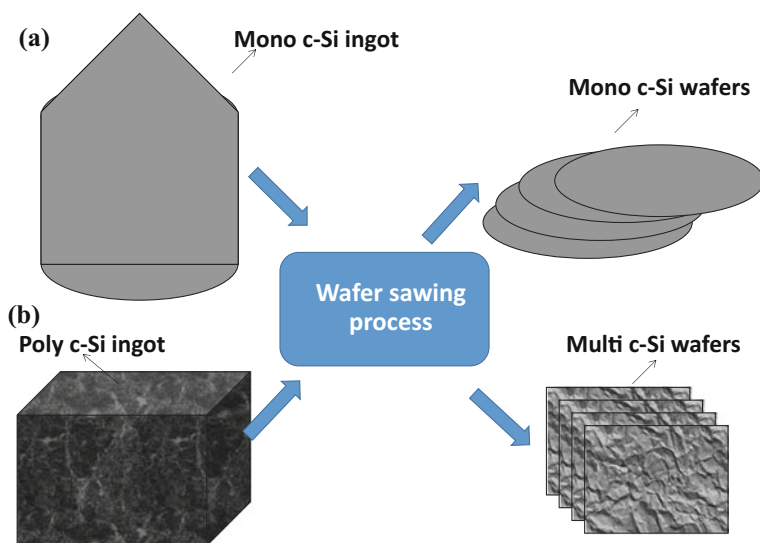 (a)
Mono c-Si ingot
Mono c-Si wafers
Wafer sawing
process
(b)
Poly c-Si ingot
Multi c-Si wafers